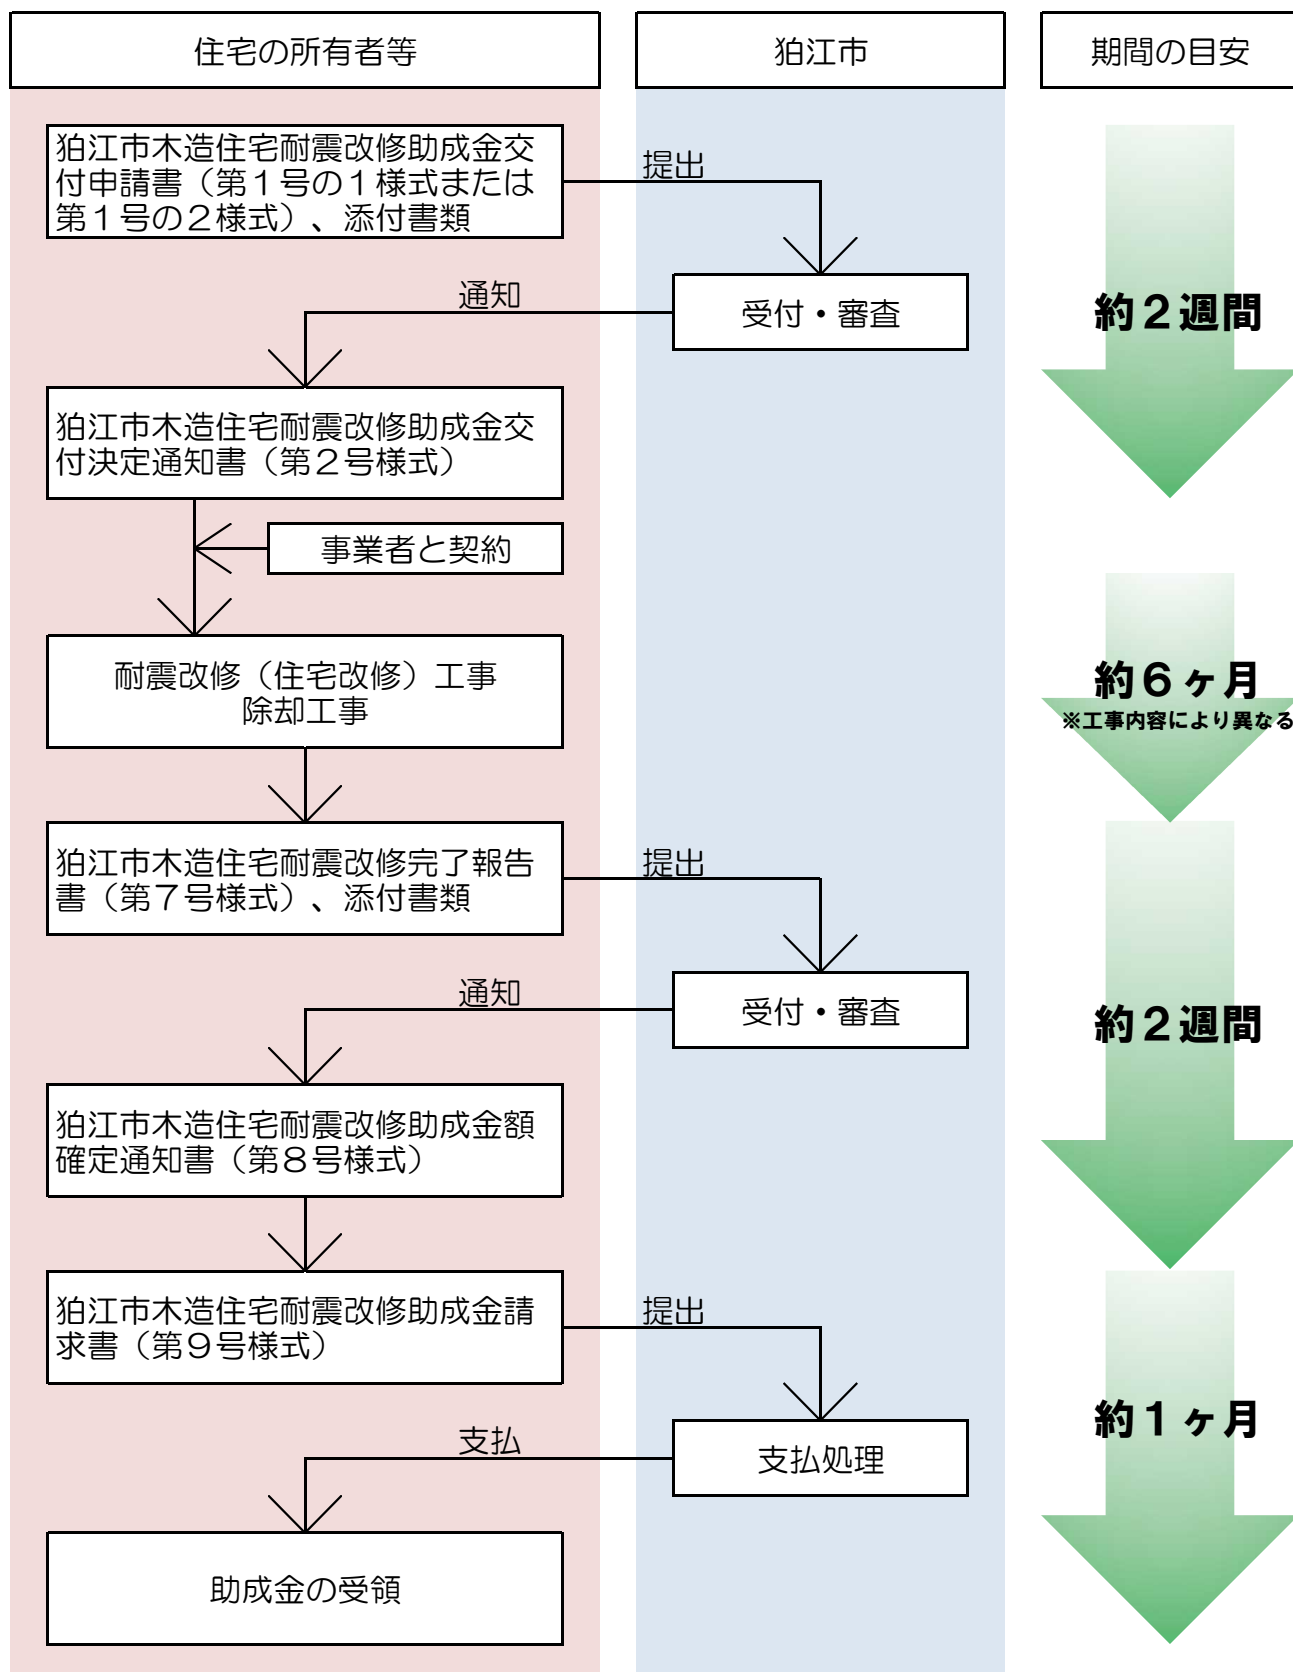 住宅の所有者等
狛江市
期間の目安
狛江市木造住宅耐震改修助成金交
付申請書（第１号の１様式または
第１号の２様式）、添付書類
提出
受付・審査
通知
約２週間
狛江市木造住宅耐震改修助成金交
付決定通知書（第２号様式）
事業者と契約
耐震改修（住宅改修）工事
除却工事
約６ヶ月
※工事内容により異なる
狛江市木造住宅耐震改修完了報告
書（第７号様式）、添付書類
提出
受付・審査
通知
約２週間
狛江市木造住宅耐震改修助成金額
確定通知書（第８号様式）
狛江市木造住宅耐震改修助成金請
求書（第９号様式）
提出
支払処理
支払
約１ヶ月
助成金の受領